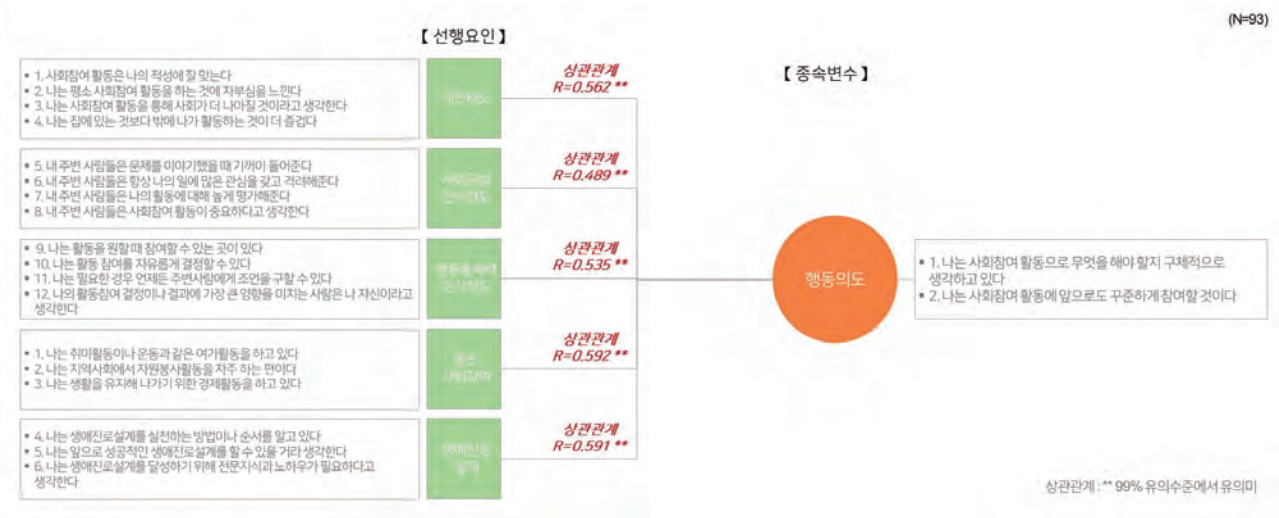 (N=93)
【 선행요인 】
【 종속변수 】
▪ 1. 사회참여 활동은 나의 적성에 잘 맞는다
▪ 2. 나는 평소 사회참여 활동을 하는 것에 자부심을 느낀다
▪ 3. 나는 사회참여 활동을 통해 사회가 더 나아질 것이라고 생각한다
▪ 4. 나는 집에 있는 것보다 밖에 나가 활동하는 것이 더 즐겁다
상관관계
R=0.562 **
▪ 5. 내 주변 사람들은 문제를 이야기했을 때 기꺼이 들어준다
▪ 6. 내 주변 사람들은 항상 나의 일에 많은 관심을 갖고 격려해준다
▪ 7. 내 주변 사람들은 나의 활동에 대해 높게 평가해준다
▪ 8. 내 주변 사람들은 사회참여 활동이 중요하다고 생각한다
상관관계
R=0.489 **
▪ 9. 나는 활동을 원할 때 참여할 수 있는 곳이 있다
▪ 10. 나는 활동 참여를 자유롭게 결정할 수 있다
▪ 11. 나는 필요한 경우 언제든 주변사람에게 조언을 구할 수 있다
▪ 12. 나의 활동참여 결정이나 결과에 가장 큰 영향을 미치는 사람은 나 자신이라고
생각한다
상관관계
R=0.535 **
행동의도
▪ 1. 나는 사회참여 활동으로 무엇을 해야 할지 구체적으로
생각하고 있다
▪ 2. 나는 사회참여 활동에 앞으로도 꾸준하게 참여할 것이다
▪ 1. 나는 취미활동이나 운동과 같은 여가활동을 하고 있다
▪ 2. 나는 지역사회에서 자원봉사활동을 자주 하는 편이다
▪ 3. 나는 생활을 유지해 나가기 위한 경제활동을 하고 있다
상관관계
R=0.592 **
▪ 4. 나는 생애진로설계를 실천하는 방법이나 순서를 알고 있다
▪ 5. 나는 앞으로 성공적인 생애진로설계를 할 수 있을 거라 생각한다
▪ 6. 나는 생애진로설계를 달성하기 위해 전문지식과 노하우가 필요하다고
생각한다
생애진로
설계
상관관계
R=0.591 **
상관관계 : ** 99% 유의수준에서 유의미